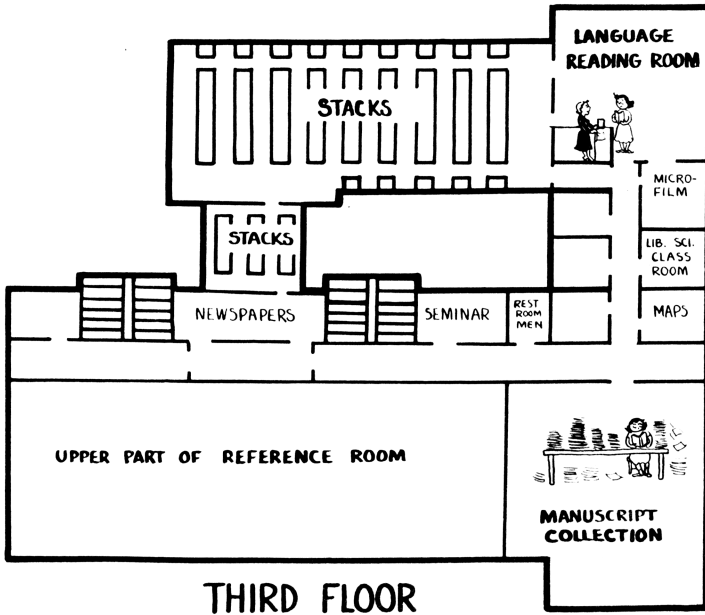 LANGUAGE
READING ROOM
STACKS
MICRO-
FILM
STACKS
LIB. SCI.
CLASS
ROOM
NEWSPAPERS
SEMINAR
REST
ROOM
MEN
MAPS
UPPER PART OF REFERENCE ROOM
MANUSCRIPT
COLLECTION
THIRD FLOOR